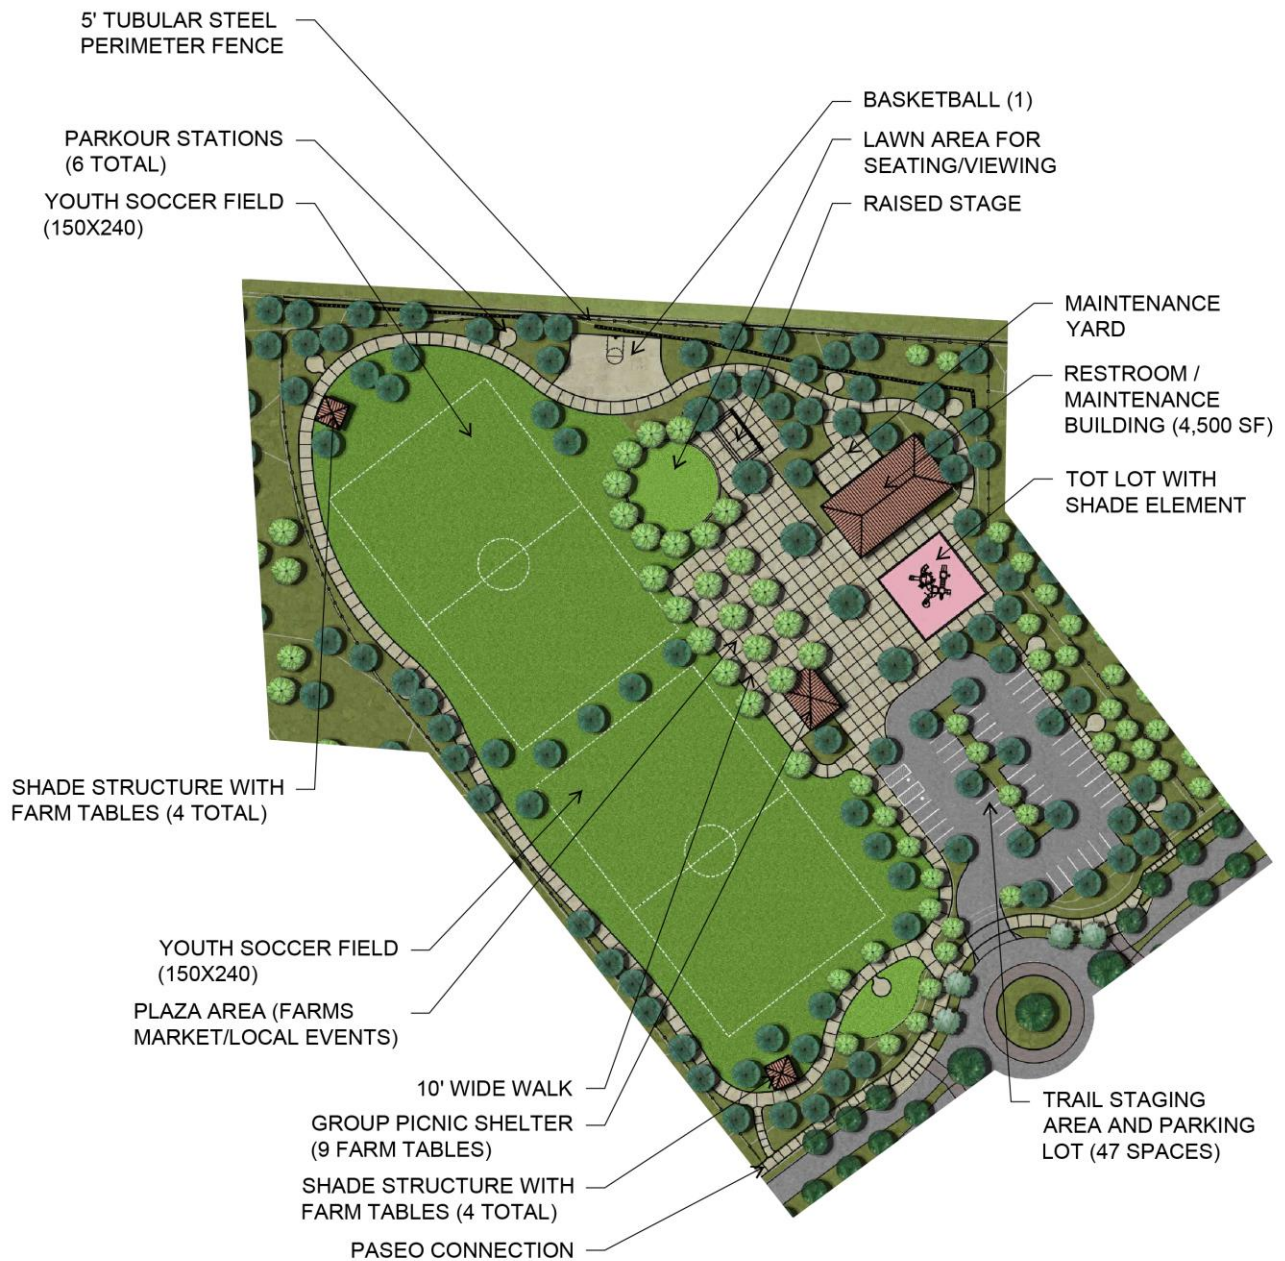 5' TUBULAR STEEL
PERIMETER FENCE
PARKOUR STATIONS
(6 TOTAL)
YOUTH SOCCER FIELD
(150X240)
BASKETBALL (1)
LAWN AREA FOR
SEATING/VIEWING
RAISED STAGE
MAINTENANCE
YARD
RESTROOM /
MAINTENANCE
BUILDING (4,500 SF)
TOT LOT WITH
SHADE ELEMENT
SHADE STRUCTURE WITH
FARM TABLES (4 TOTAL)
YOUTH SOCCER FIELD
(150X240)
PLAZA AREA (FARMS
MARKET/LOCAL EVENTS)
10' WIDE WALK
GROUP PICNIC SHELTER
(9 FARM TABLES)
SHADE STRUCTURE WITH
FARM TABLES (4 TOTAL)
PASEO CONNECTION
TRAIL STAGING
AREA AND PARKING
LOT (47 SPACES)